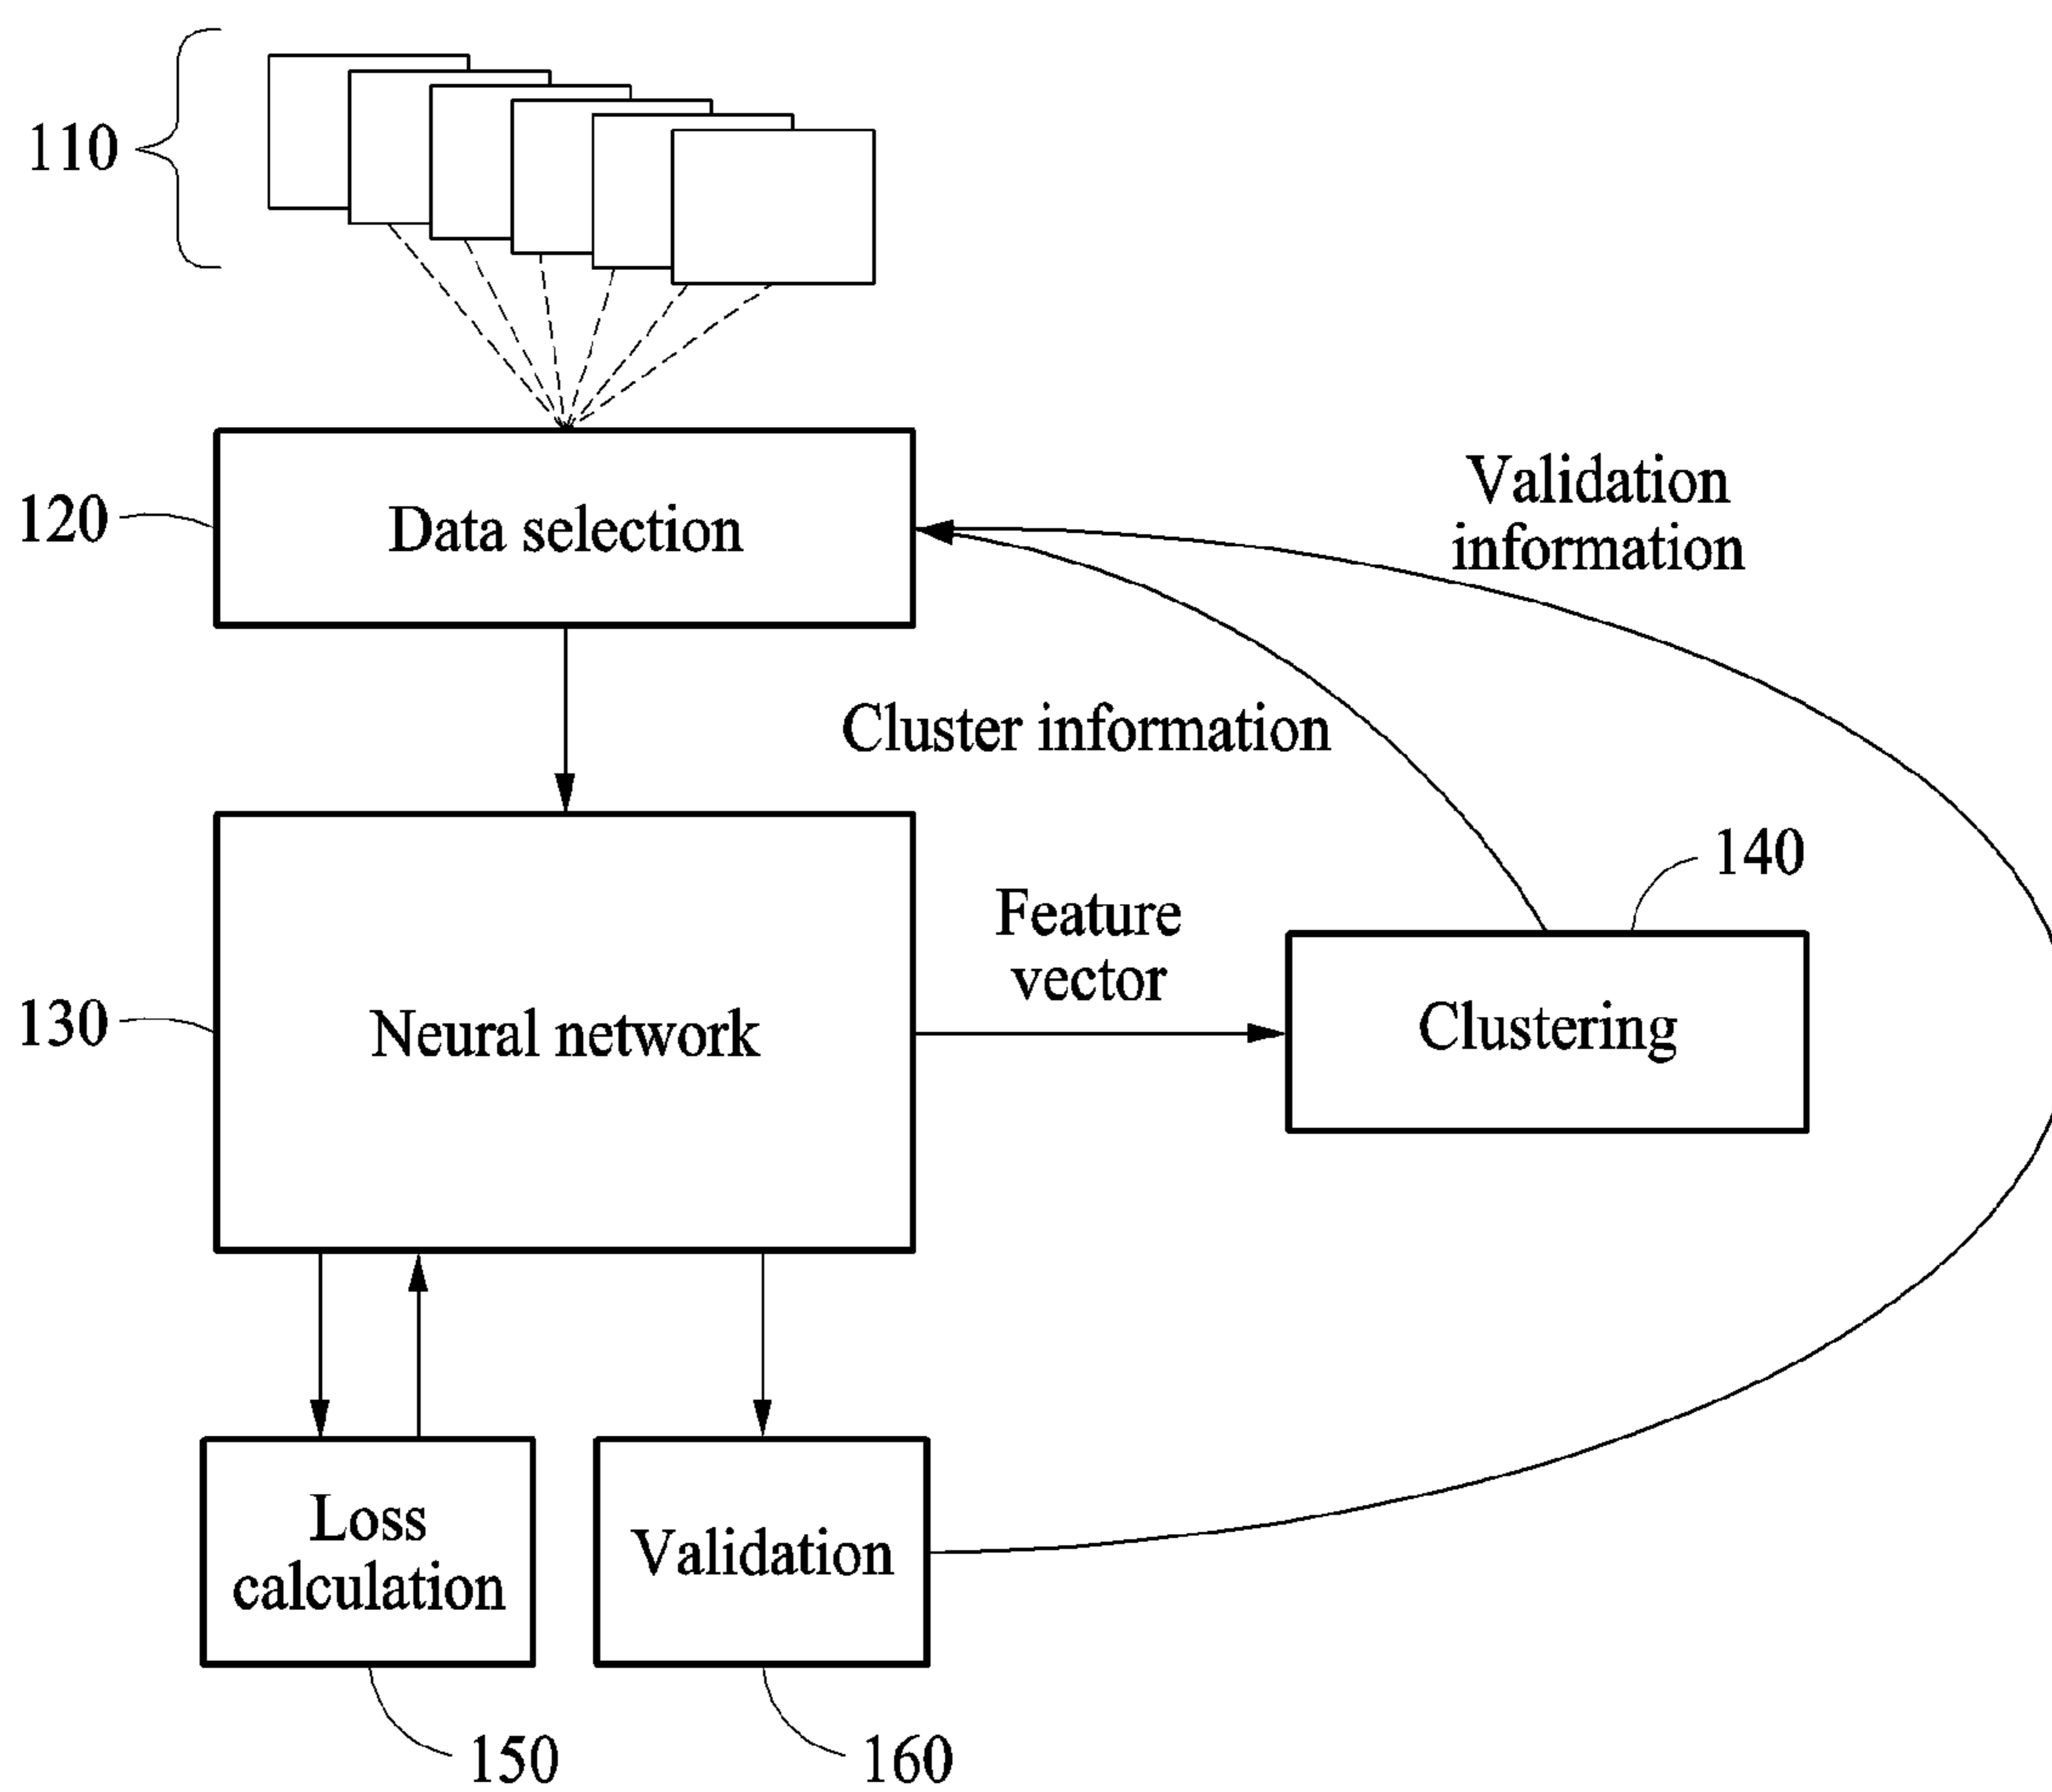 110
120
Data selection
Validation
information
Cluster information
130
Neural network
Feature
vector
140
Clustering
Loss
calculation
Validation
150
160